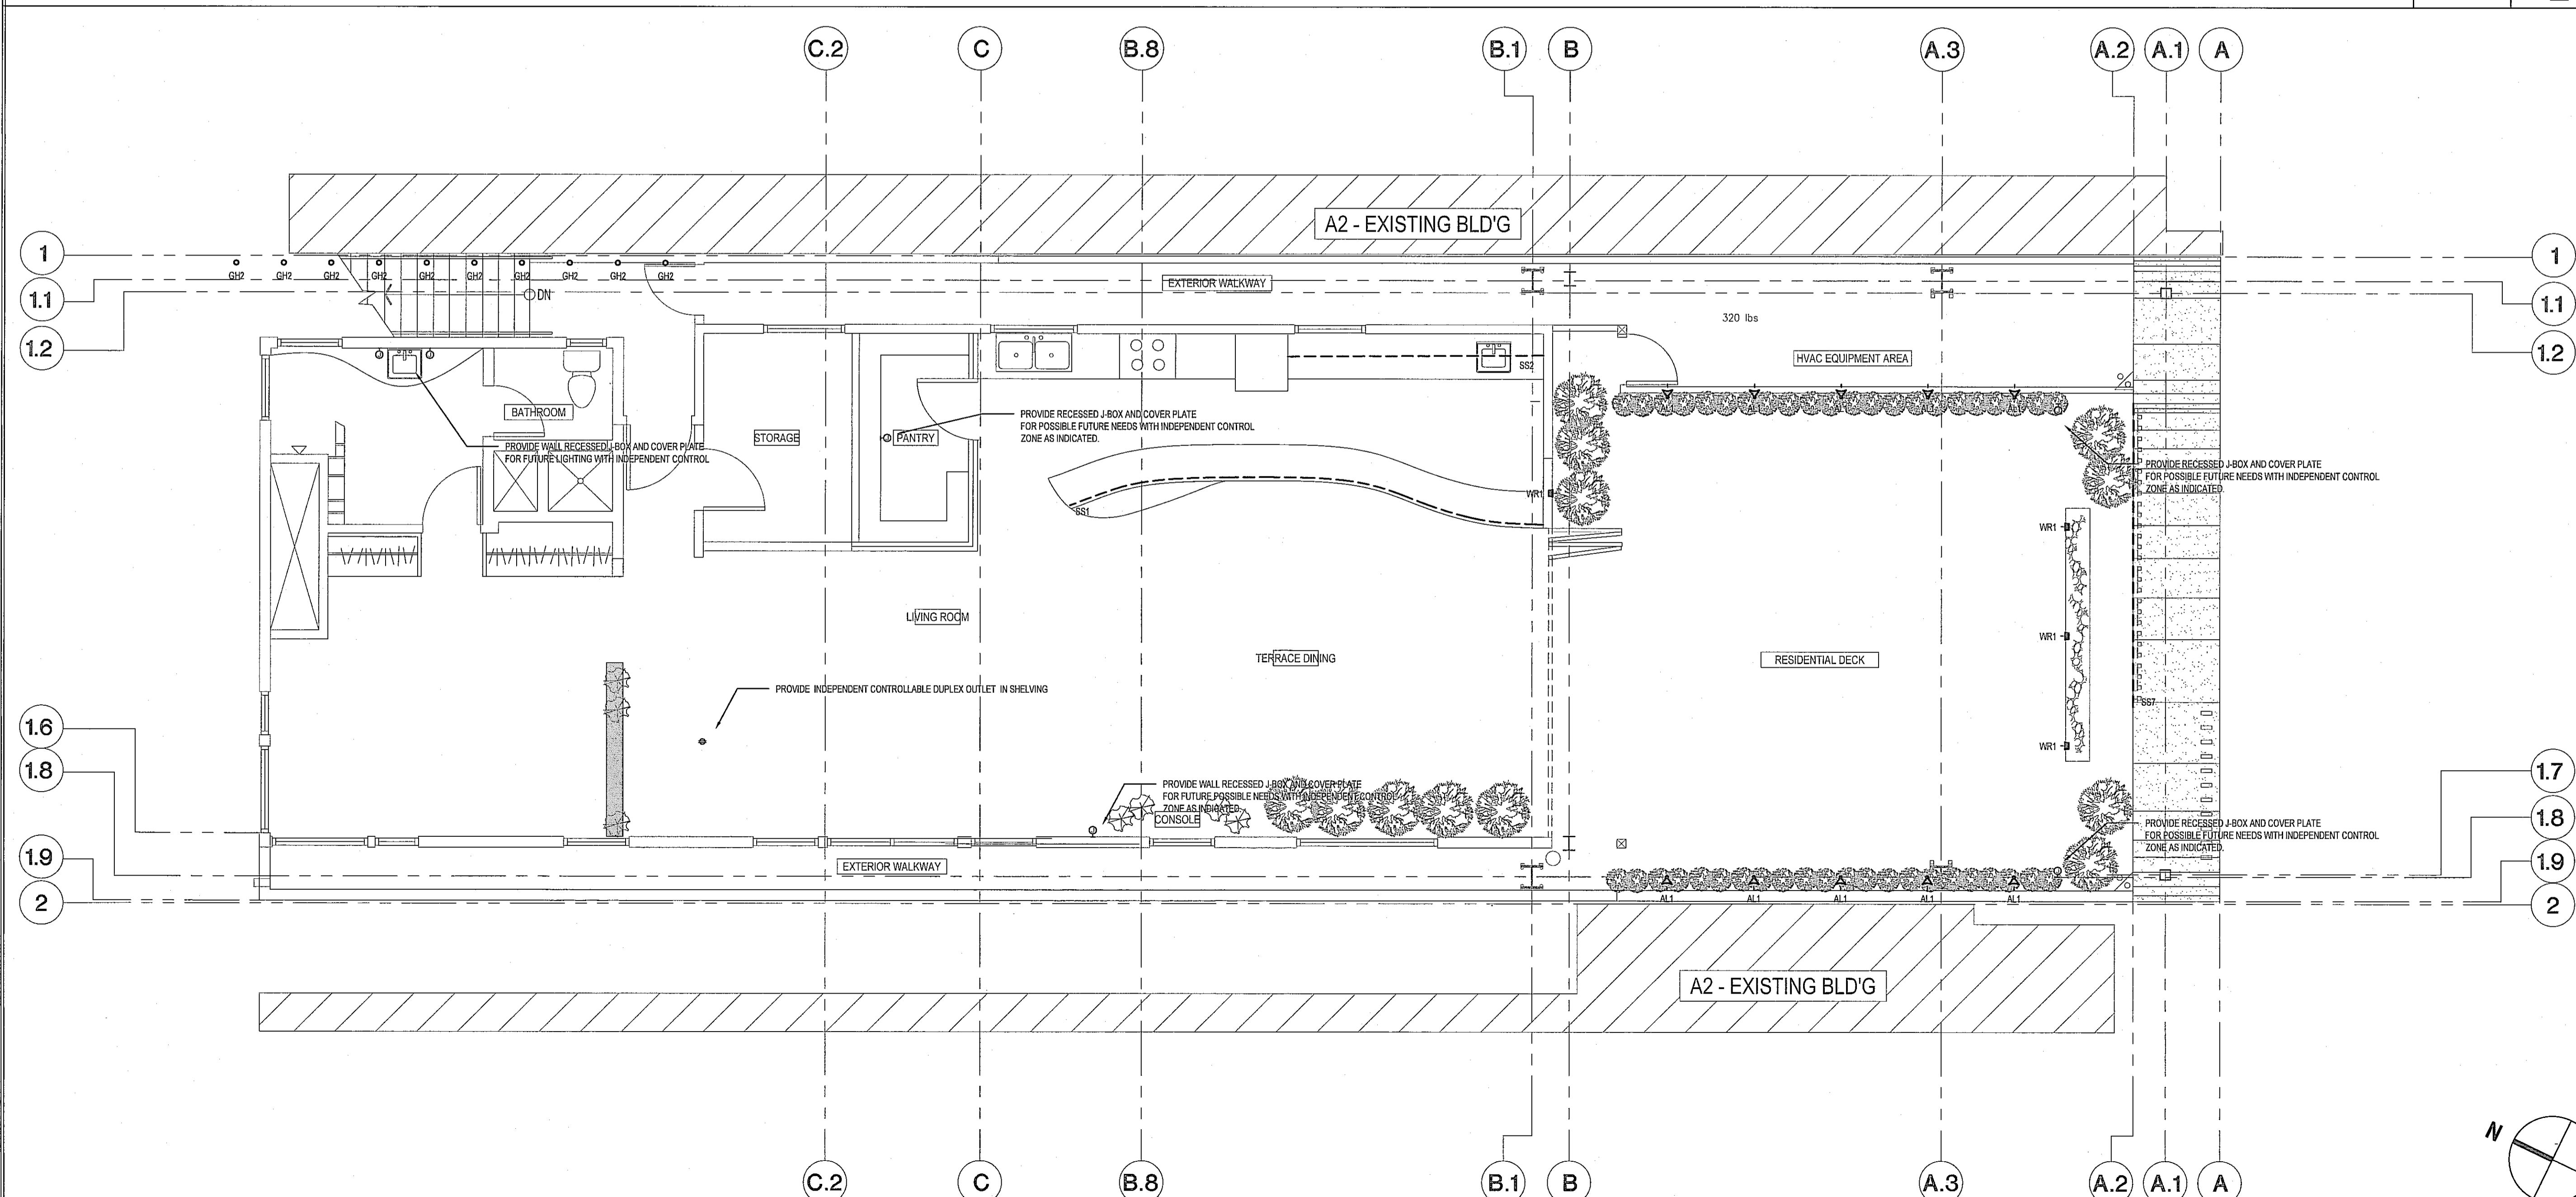 C.2 C B.8 B.1 B A.3 A.2 A.1 A
A2 - EXISTING BLD'G
1 1
GH2 GH2 GH2 GH2 GH2 GH2 GH2 GH2 GH2 GH2
EXTERIOR WALKWAY
1.1 1.1
DN
320 lbs
1.2 1.2
HVAC EQUIPMENT AREA
SS2
BATHROOM
PROVIDE RECESSED J-BOX AND COVER PLATE
FOR POSSIBLE FUTURE NEEDS WITH INDEPENDENT CONTROL
ZONE AS INDICATED.
STORAGE
PANTRY
PROVIDE WALL RECESSED J-BOX AND COVER PLATE
FOR FUTURE LIGHTING WITH INDEPENDENT CONTROL
PROVIDE RECESSED J-BOX AND COVER PLATE
FOR POSSIBLE FUTURE NEEDS WITH INDEPENDENT CONTROL
ZONE AS INDICATED.
WR1
SS1
WR1
LIVING ROOM
WR1
TERRACE DINING
RESIDENTIAL DECK
PROVIDE INDEPENDENT CONTROLLABLE DUPLEX OUTLET IN SHELVING
SS7
1.6
WR1
1.8 1.7
PROVIDE WALL RECESSED J-BOX AND COVER PLATE
FOR FUTURE POSSIBLE NEEDS WITH INDEPENDENT CONTROL
ZONE AS INDICATED.
CONSOLE
1.8
PROVIDE RECESSED J-BOX AND COVER PLATE
FOR POSSIBLE FUTURE NEEDS WITH INDEPENDENT CONTROL
ZONE AS INDICATED.
1.9 1.9
EXTERIOR WALKWAY
AL1 AL1 AL1 AL1 AL1
2 2
A2 - EXISTING BLD'G
N
C.2 C B.8 B.1 B A.3 A.2 A.1 A